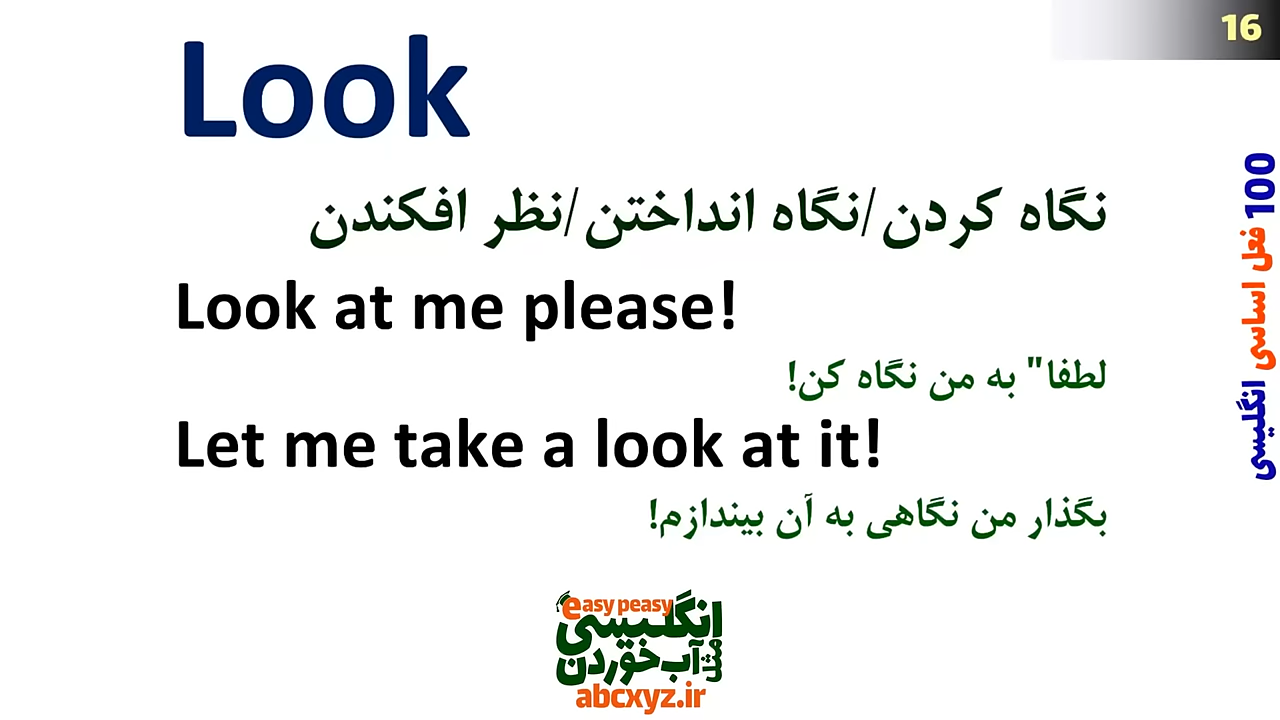 16
Look
نگاه کردن/نگاه انداختن/نظر افکندن
Look at me please!
لطفا" به من نگاه کن!
Let me take a look at it!
بگذار من نگاهی به آن بیندازم!
100 فعل اساسی انگلیسی
easy peasy
انگلیسی
مثل آب خوردن
abcxyz.ir